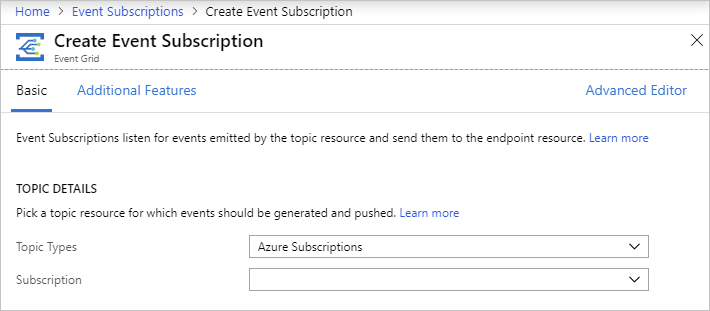 Home > Event Subscriptions > Create Event Subscription
Create Event Subscription
Event Grid
Basic Additional Features Advanced Editor
Event Subscriptions listen for events emitted by the topic resource and send them to the endpoint resource. Learn more
TOPIC DETAILS
Pick a topic resource for which events should be generated and pushed. Learn more
Topic Types Azure Subscriptions
Subscription